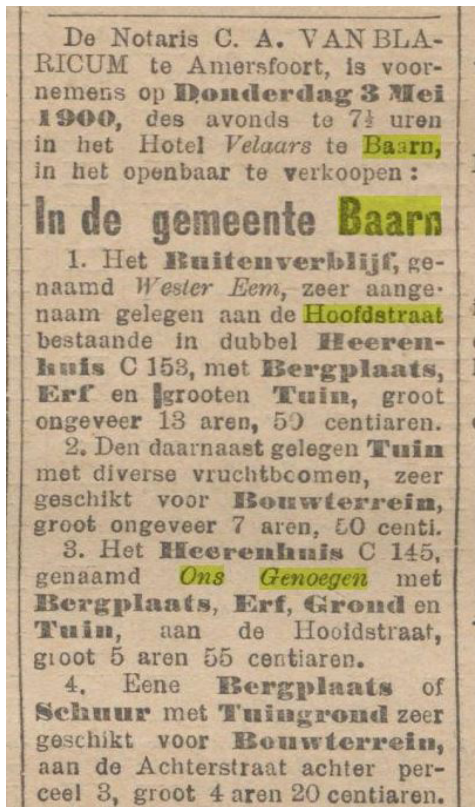 De Notaris C. A. VAN BLA-
RICUM te Amersfoort, is voor-
nemens op Donderdag 3 Mei
1900, des avonds te 7½ uren
in het Hotel Velaars te Baarn,
in het openbaar te verkoopen:
In de gemeente Baarn
1. Het Buitenverblijf, ge-
naamd Wester Eem, zeer aange-
naam gelegen aan de Hoofdstraat
bestaande in dubbel Heeren-
huis C 153, met Bergplaats,
Erf en grooten Tuin, groot
ongeveer 13 aren, 50 centiaren.
2. Den daarnaast gelegen Tuin
met diverse vruchtboomen, zeer
geschikt voor Bouwterrein,
groot ongeveer 7 aren, 50 centi.
3. Het Heerenhuis C 145,
genaamd Ons Genoegen met
Bergplaats, Erf, Grond en
Tuin, aan de Hoofdstraat,
groot 5 aren 55 centiaren.
4. Eene Bergplaats of
Schuur met Tuingrond zeer
geschikt voor Bouwterrein,
aan de Achterstraat achter per-
ceel 3, groot 4 aren 20 centiaren.